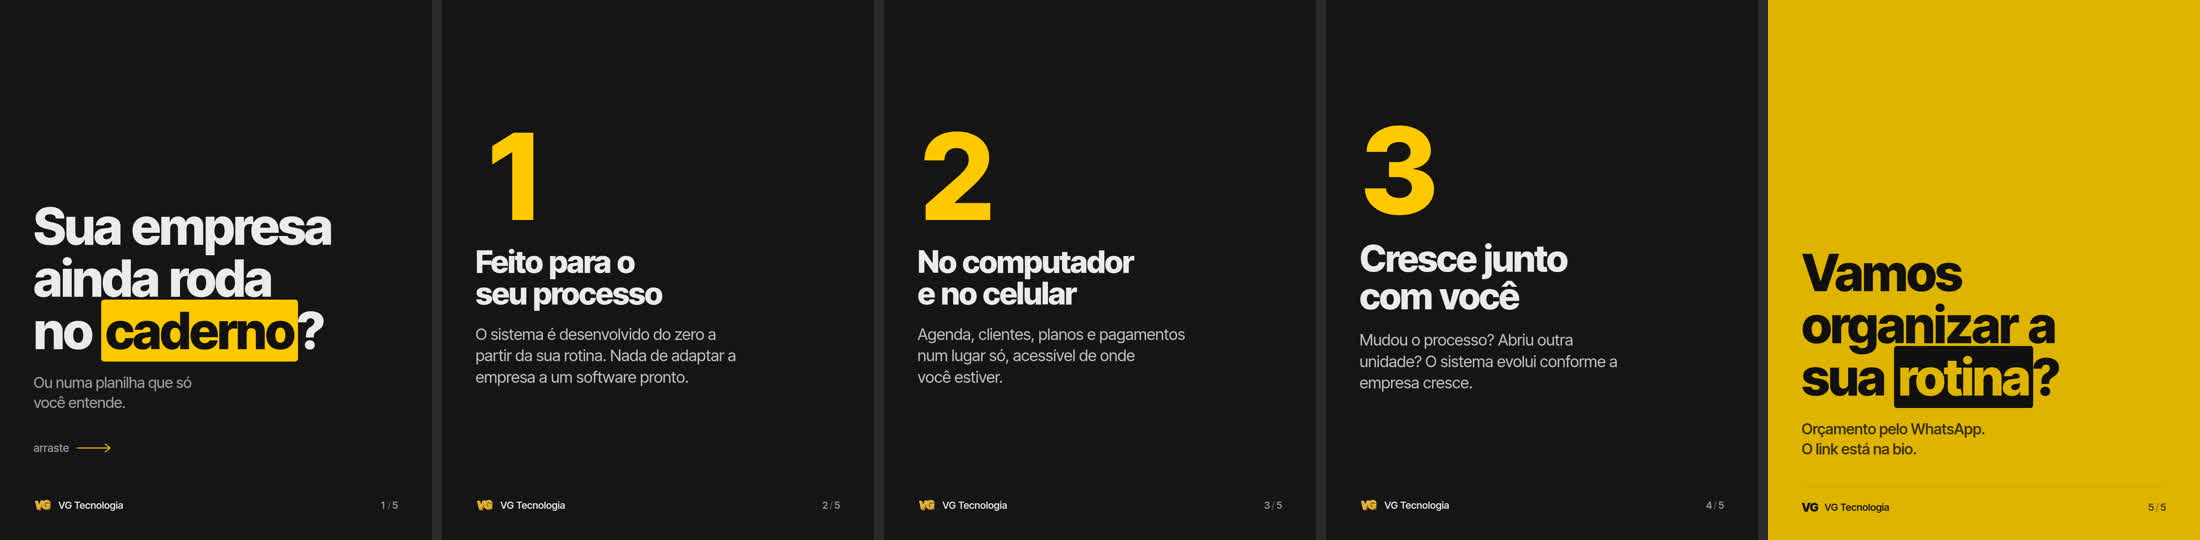 Sua empresa
ainda roda
no caderno?
Ou numa planilha que só
você entende.
arraste
VG VG Tecnologia
1/5
1
Feito para o
seu processo
O sistema é desenvolvido do zero a
partir da sua rotina. Nada de adaptar a
empresa a um software pronto.
VG VG Tecnologia
2/5
2
No computador
e no celular
Agenda, clientes, planos e pagamentos
num lugar só, acessível de onde
você estiver.
VG VG Tecnologia
3/5
3
Cresce junto
com você
Mudou o processo? Abriu outra
unidade? O sistema evolui conforme a
empresa cresce.
VG VG Tecnologia
4/5
Vamos
organizar a
sua rotina?
Orçamento pelo WhatsApp.
O link está na bio.
VG VG Tecnologia
5/5